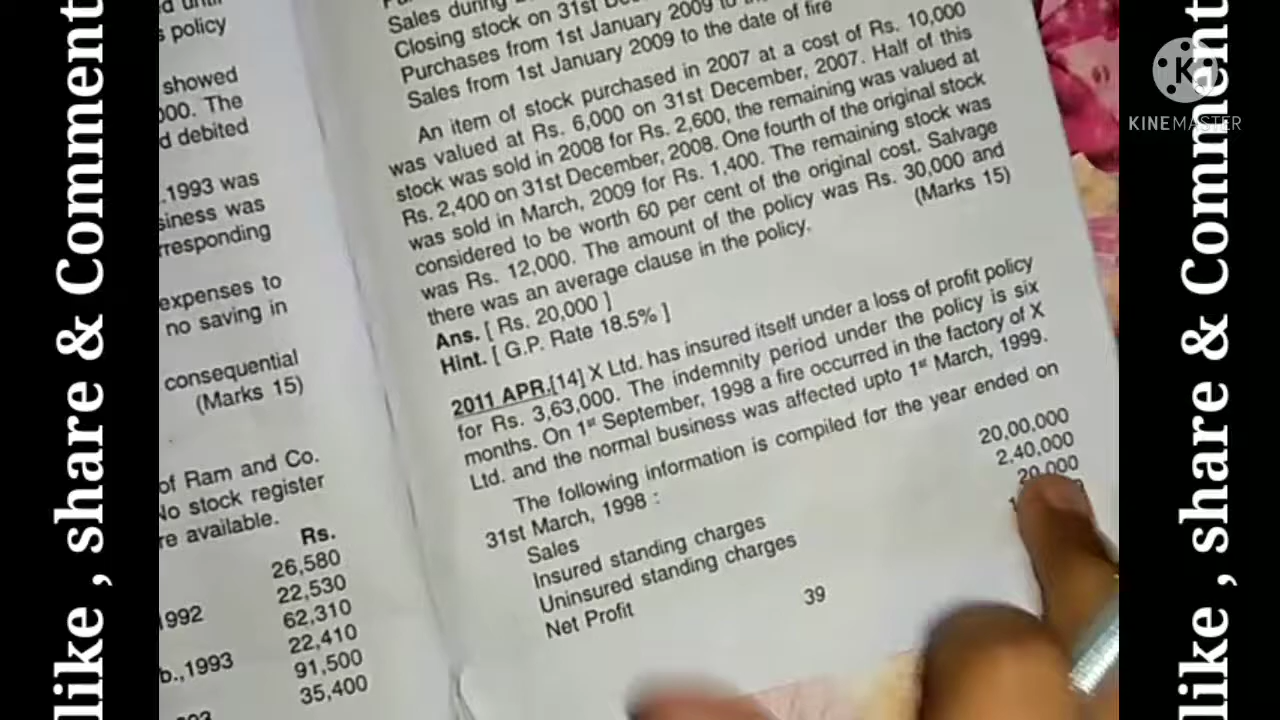 like , share & Comment
s policy
showed
000. The
d debited
.1993 was
siness was
rresponding
expenses to
no saving in
consequential
(Marks 15)
of Ram and Co.
No stock register
re available.
Rs.
26,580
1992 22,530
62,310
22,410
b.,1993 91,500
35,400
Closing stock on 31st
Purchases from 1st January 2009 to
Sales from 1st January 2009 to the date of fire
An item of stock purchased in 2007 at a cost of Rs. 10,000
was valued at Rs. 6,000 on 31st December, 2007. Half of this
stock was sold in 2008 for Rs. 2,600, the remaining was valued at
Rs. 2,400 on 31st December, 2008. One fourth of the original stock
was sold in March, 2009 for Rs. 1,400. The remaining stock was
considered to be worth 60 per cent of the original cost. Salvage
was Rs. 12,000. The amount of the policy was Rs. 30,000 and
there was an average clause in the policy. (Marks 15)
Ans. [ Rs. 20,000 ]
Hint. [ G.P. Rate 18.5% ]
2011 APR.[14] X Ltd. has insured itself under a loss of profit policy
for Rs. 3,63,000. The indemnity period under the policy is six
months. On 1st September, 1998 a fire occurred in the factory of X
Ltd. and the normal business was affected upto 1st March, 1999.
The following information is compiled for the year ended on
31st March, 1998 :
Sales 20,00,000
Insured standing charges 2,40,000
Uninsured standing charges 20,000
Net Profit
39
K
KINEMASTER
like , share & Comment